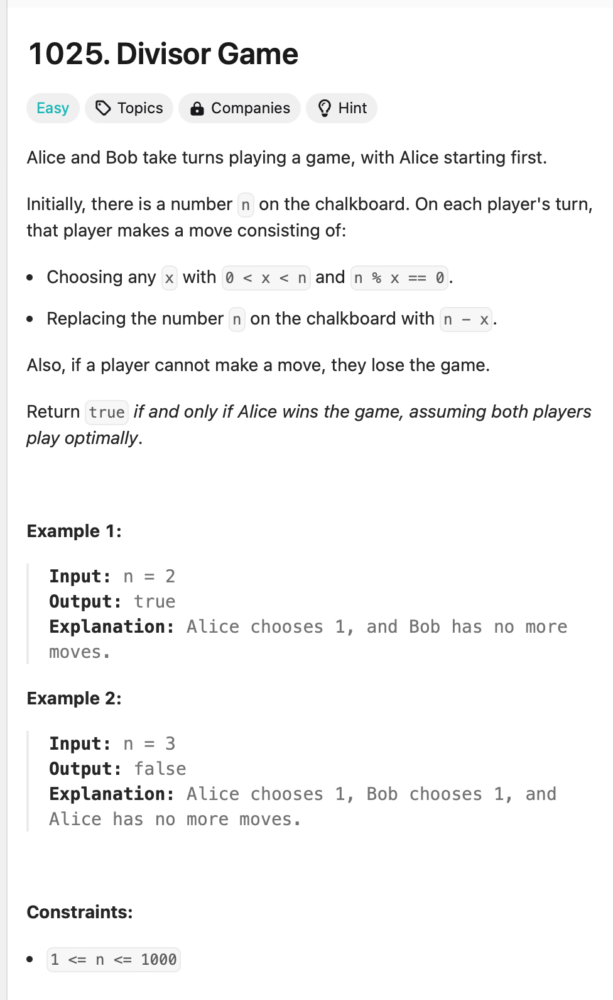 1025. Divisor Game
Easy Topics Companies Hint
Alice and Bob take turns playing a game, with Alice starting first.
Initially, there is a number n on the chalkboard. On each player's turn,
that player makes a move consisting of:
• Choosing any x with 0 < x < n and n % x == 0.
• Replacing the number n on the chalkboard with n - x.
Also, if a player cannot make a move, they lose the game.
Return true if and only if Alice wins the game, assuming both players
play optimally.
Example 1:
Input: n = 2
Output: true
Explanation: Alice chooses 1, and Bob has no more
moves.
Example 2:
Input: n = 3
Output: false
Explanation: Alice chooses 1, Bob chooses 1, and
Alice has no more moves.
Constraints:
• 1 <= n <= 1000